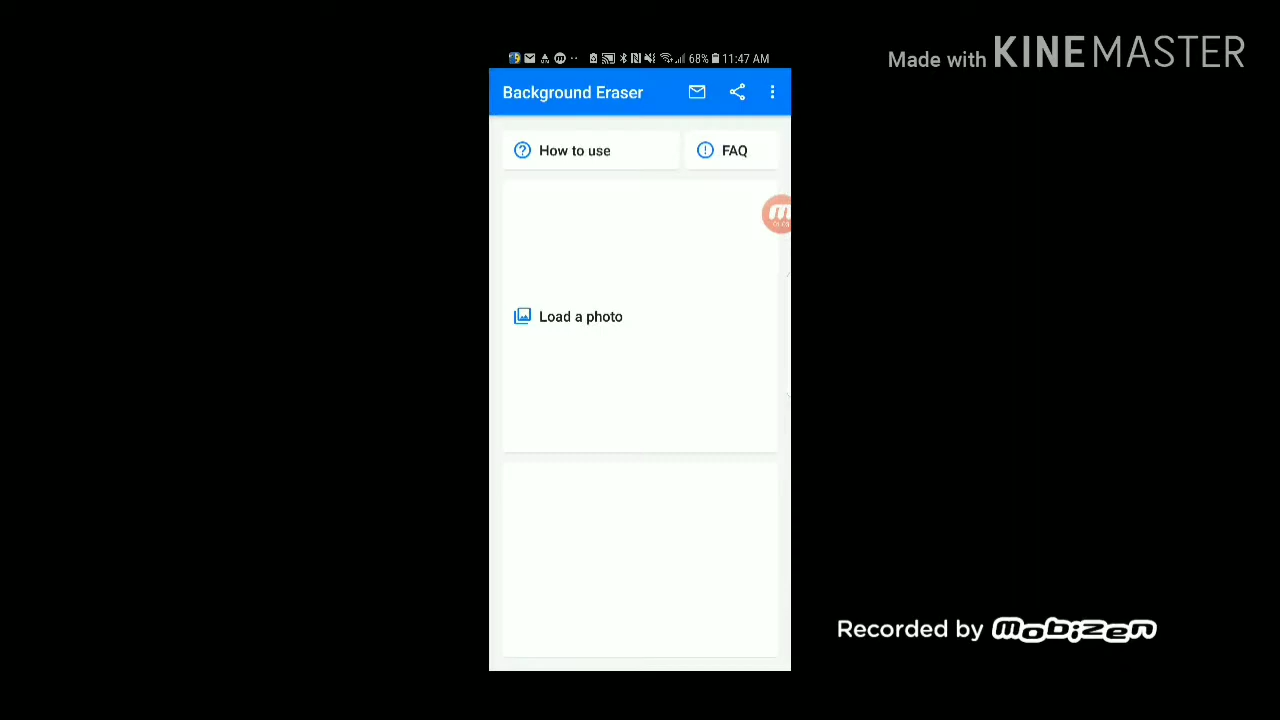 Made with KINEMASTER
68% 11:47 AM
Background Eraser
How to use
FAQ
Load a photo
Recorded by mobizen